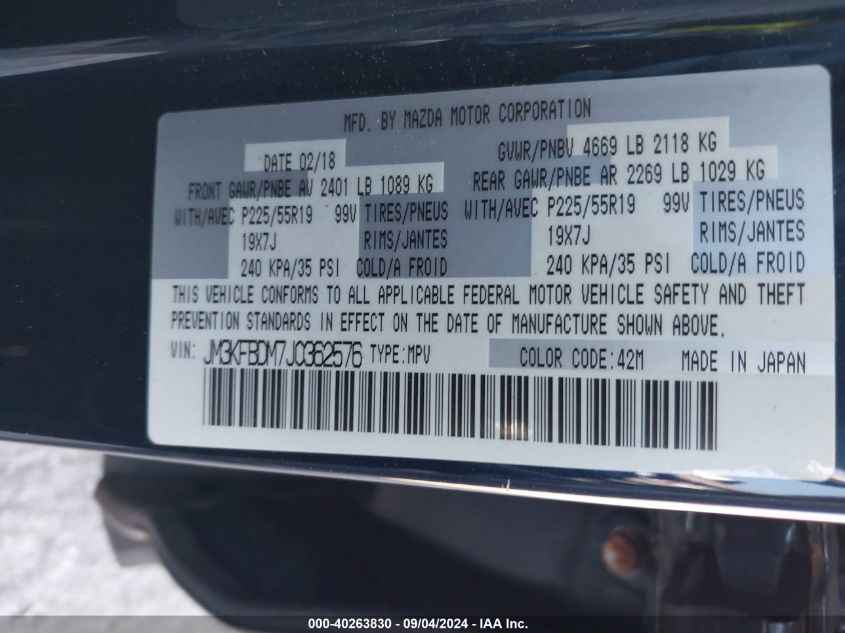 MFD. BY MAZDA MOTOR CORPORATION
DATE 02/18 GVWR/PNBV 4669 LB 2118 KG
FRONT GAWR/PNBE AV 2401 LB 1089 KG REAR GAWR/PNBE AR 2269 LB 1029 KG
WITH/AVEC P225/55R19 99V TIRES/PNEUS WITH/AVEC P225/55R19 99V TIRES/PNEUS
19X7J RIMS/JANTES 19X7J RIMS/JANTES
240 KPA/35 PSI COLD/A FROID 240 KPA/35 PSI COLD/A FROID
THIS VEHICLE CONFORMS TO ALL APPLICABLE FEDERAL MOTOR VEHICLE SAFETY AND THEFT
PREVENTION STANDARDS IN EFFECT ON THE DATE OF MANUFACTURE SHOWN ABOVE.
VIN: JM3KFBDM7J0362576 TYPE:MPV COLOR CODE:42M MADE IN JAPAN
000-40263830 - 09/04/2024 - IAA Inc.